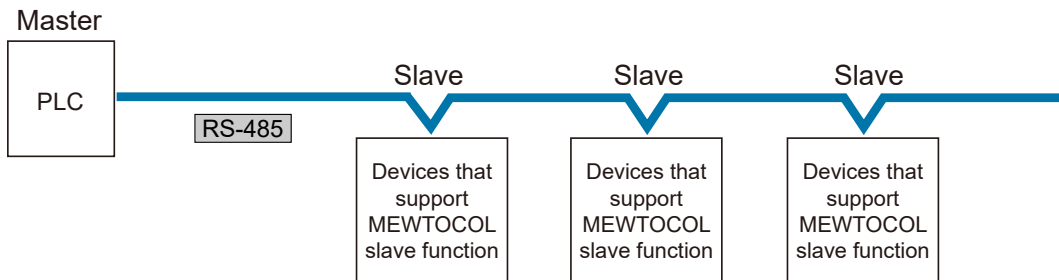 Master
PLC
RS-485
Slave
Slave
Slave
Devices that
support
MEWTOCOL
slave function
Devices that
support
MEWTOCOL
slave function
Devices that
support
MEWTOCOL
slave function